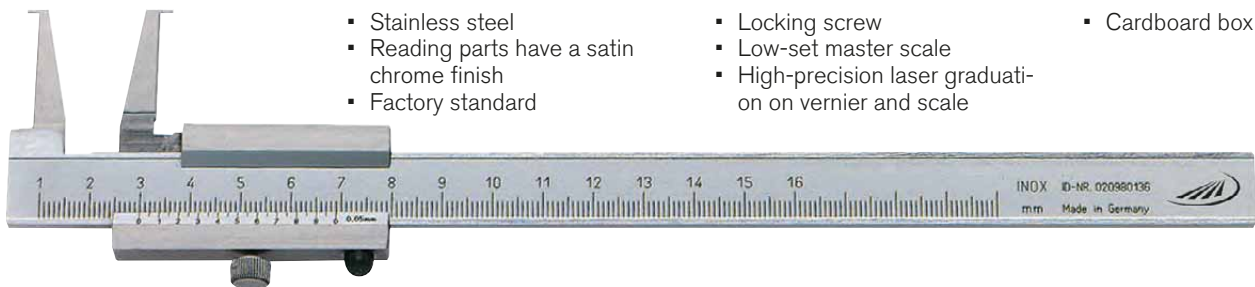 ▪ Stainless steel
▪ Reading parts have a satin
chrome finish
▪ Factory standard
▪ Locking screw
▪ Low-set master scale
▪ High-precision laser graduati-
on on vernier and scale
▪ Cardboard box
1 2 3 4 5 6 7 8 9 10 11 12 13 14 15 16
INOX ID-NR. 020980136
mm Made in Germany
0 1 2 3 4 5 6 7 8 9 0 0.05mm